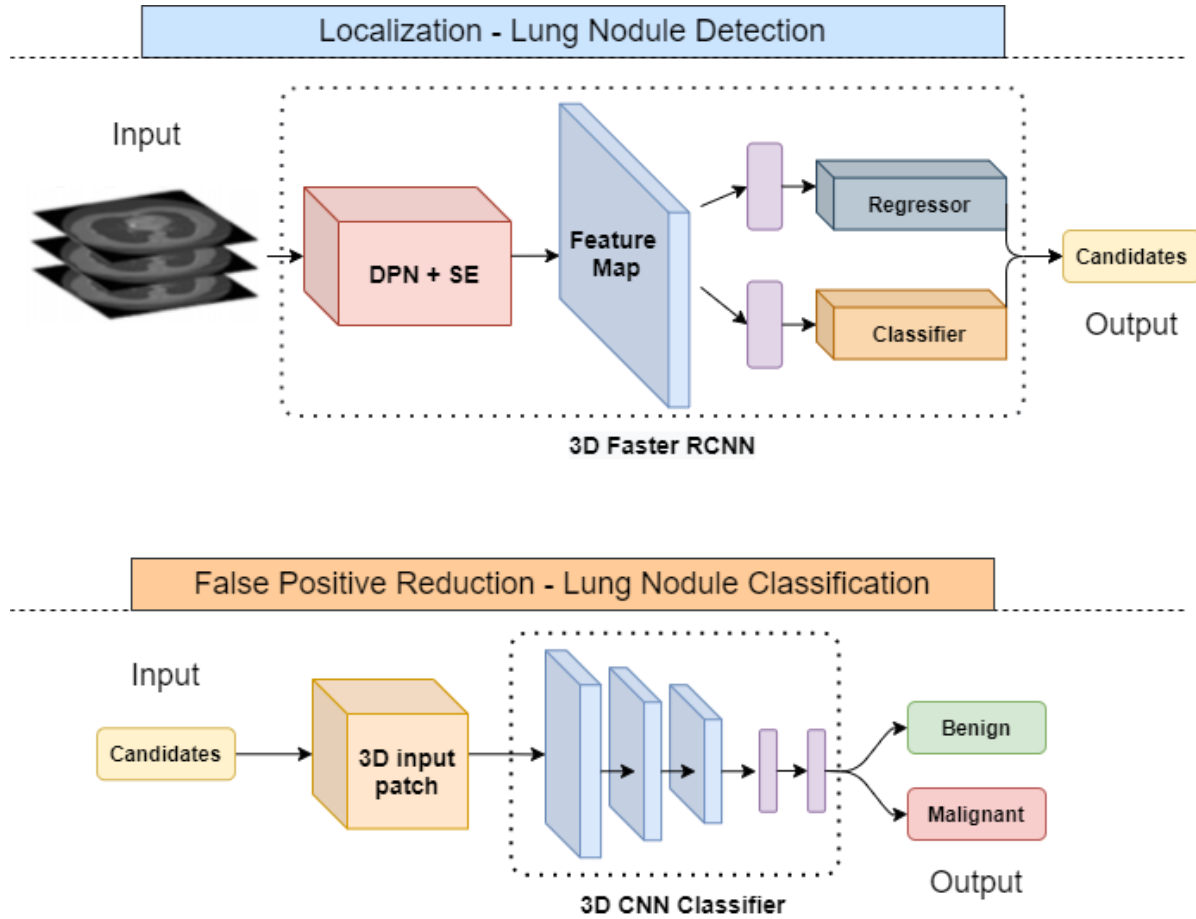 Localization - Lung Nodule Detection
Input
DPN + SE
Feature
Map
Regressor
Classifier
Candidates
Output
3D Faster RCNN
False Positive Reduction - Lung Nodule Classification
Input
Candidates
3D input
patch
Benign
Malignant
Output
3D CNN Classifier